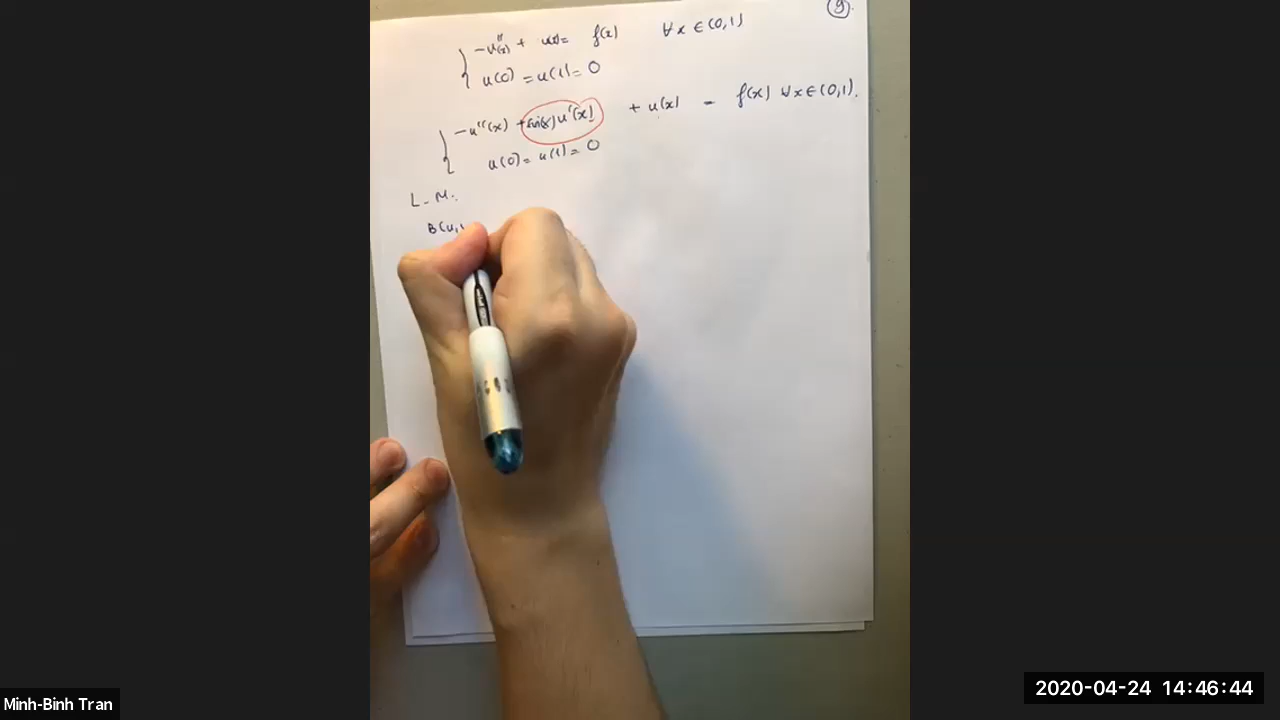 9.
-u''(x) + u(x) = f(x) ∀x ∈ (0,1)
u(0) = u(1) = 0
-u''(x) + sin(x) u'(x) + u(x) = f(x) ∀x ∈ (0,1).
u(0) = u(1) = 0
L-M.
B(u,
Minh-Binh Tran
2020-04-24 14:46:44